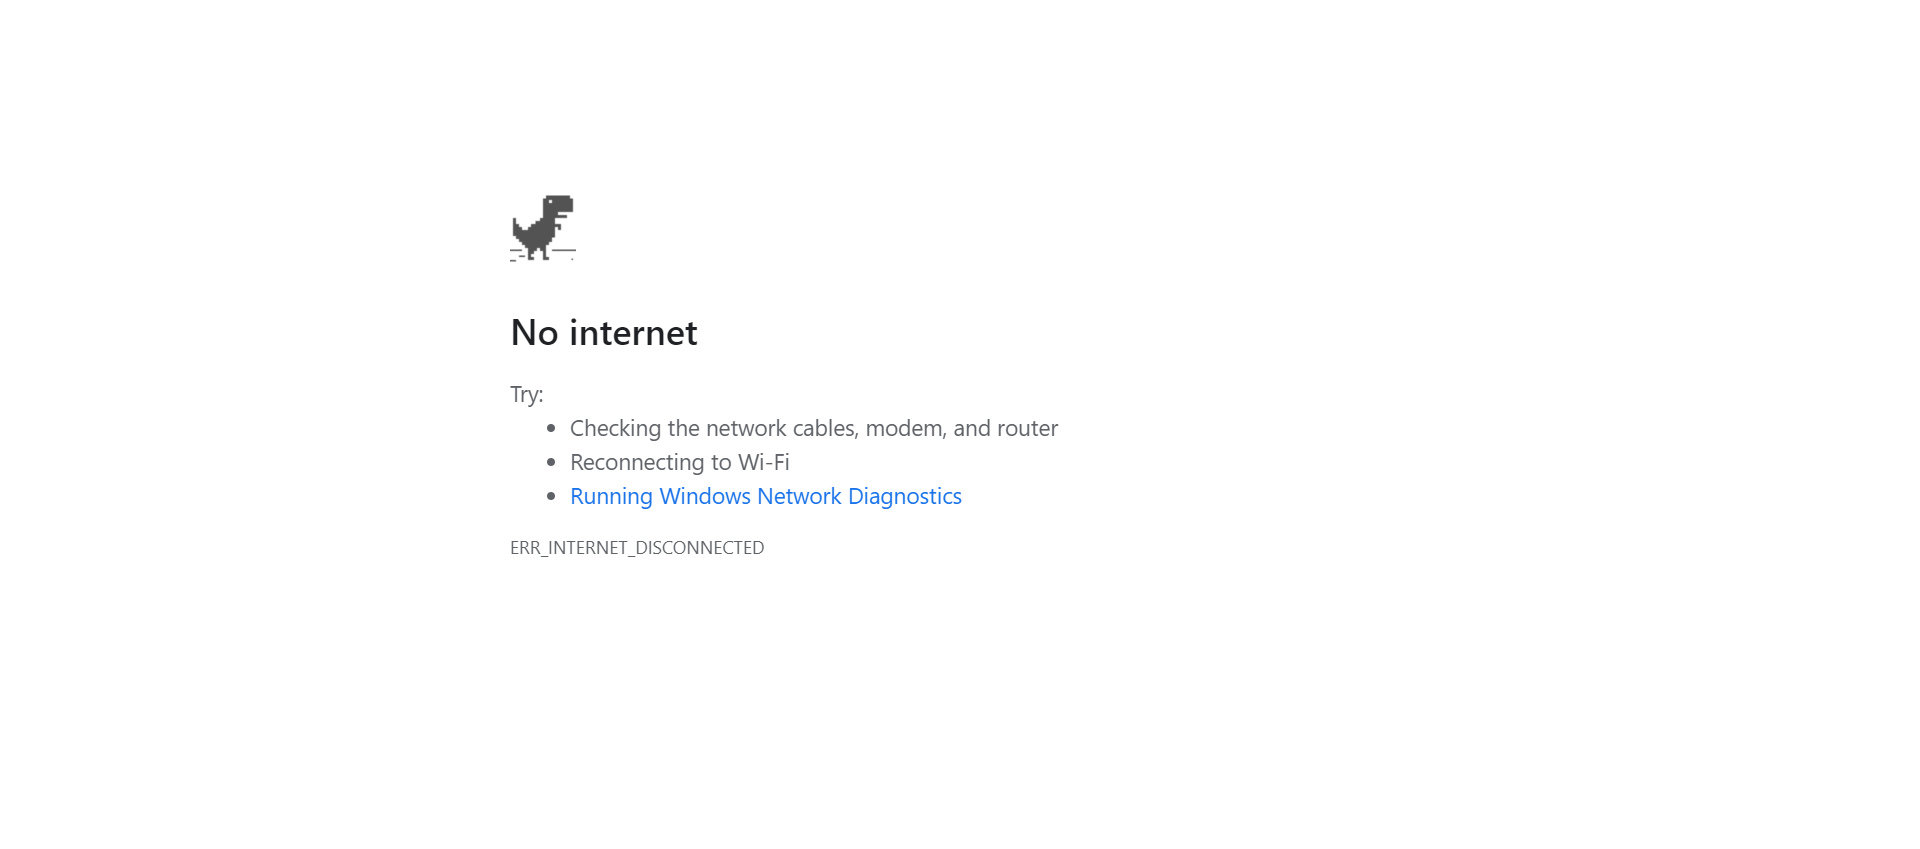 No internet
Try:
Checking the network cables, modem, and router
Reconnecting to Wi-Fi
Running Windows Network Diagnostics
ERR_INTERNET_DISCONNECTED